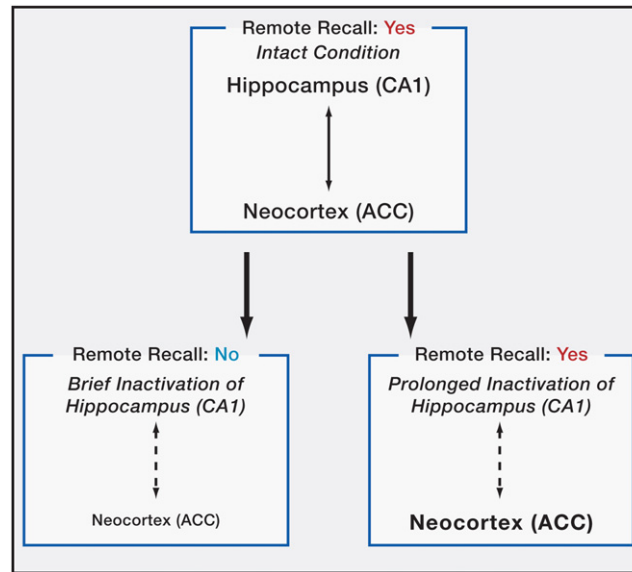 Remote Recall: Yes
Intact Condition
Hippocampus (CA1)
Neocortex (ACC)
Remote Recall: No
Brief Inactivation of
Hippocampus (CA1)
Neocortex (ACC)
Remote Recall: Yes
Prolonged Inactivation of
Hippocampus (CA1)
Neocortex (ACC)